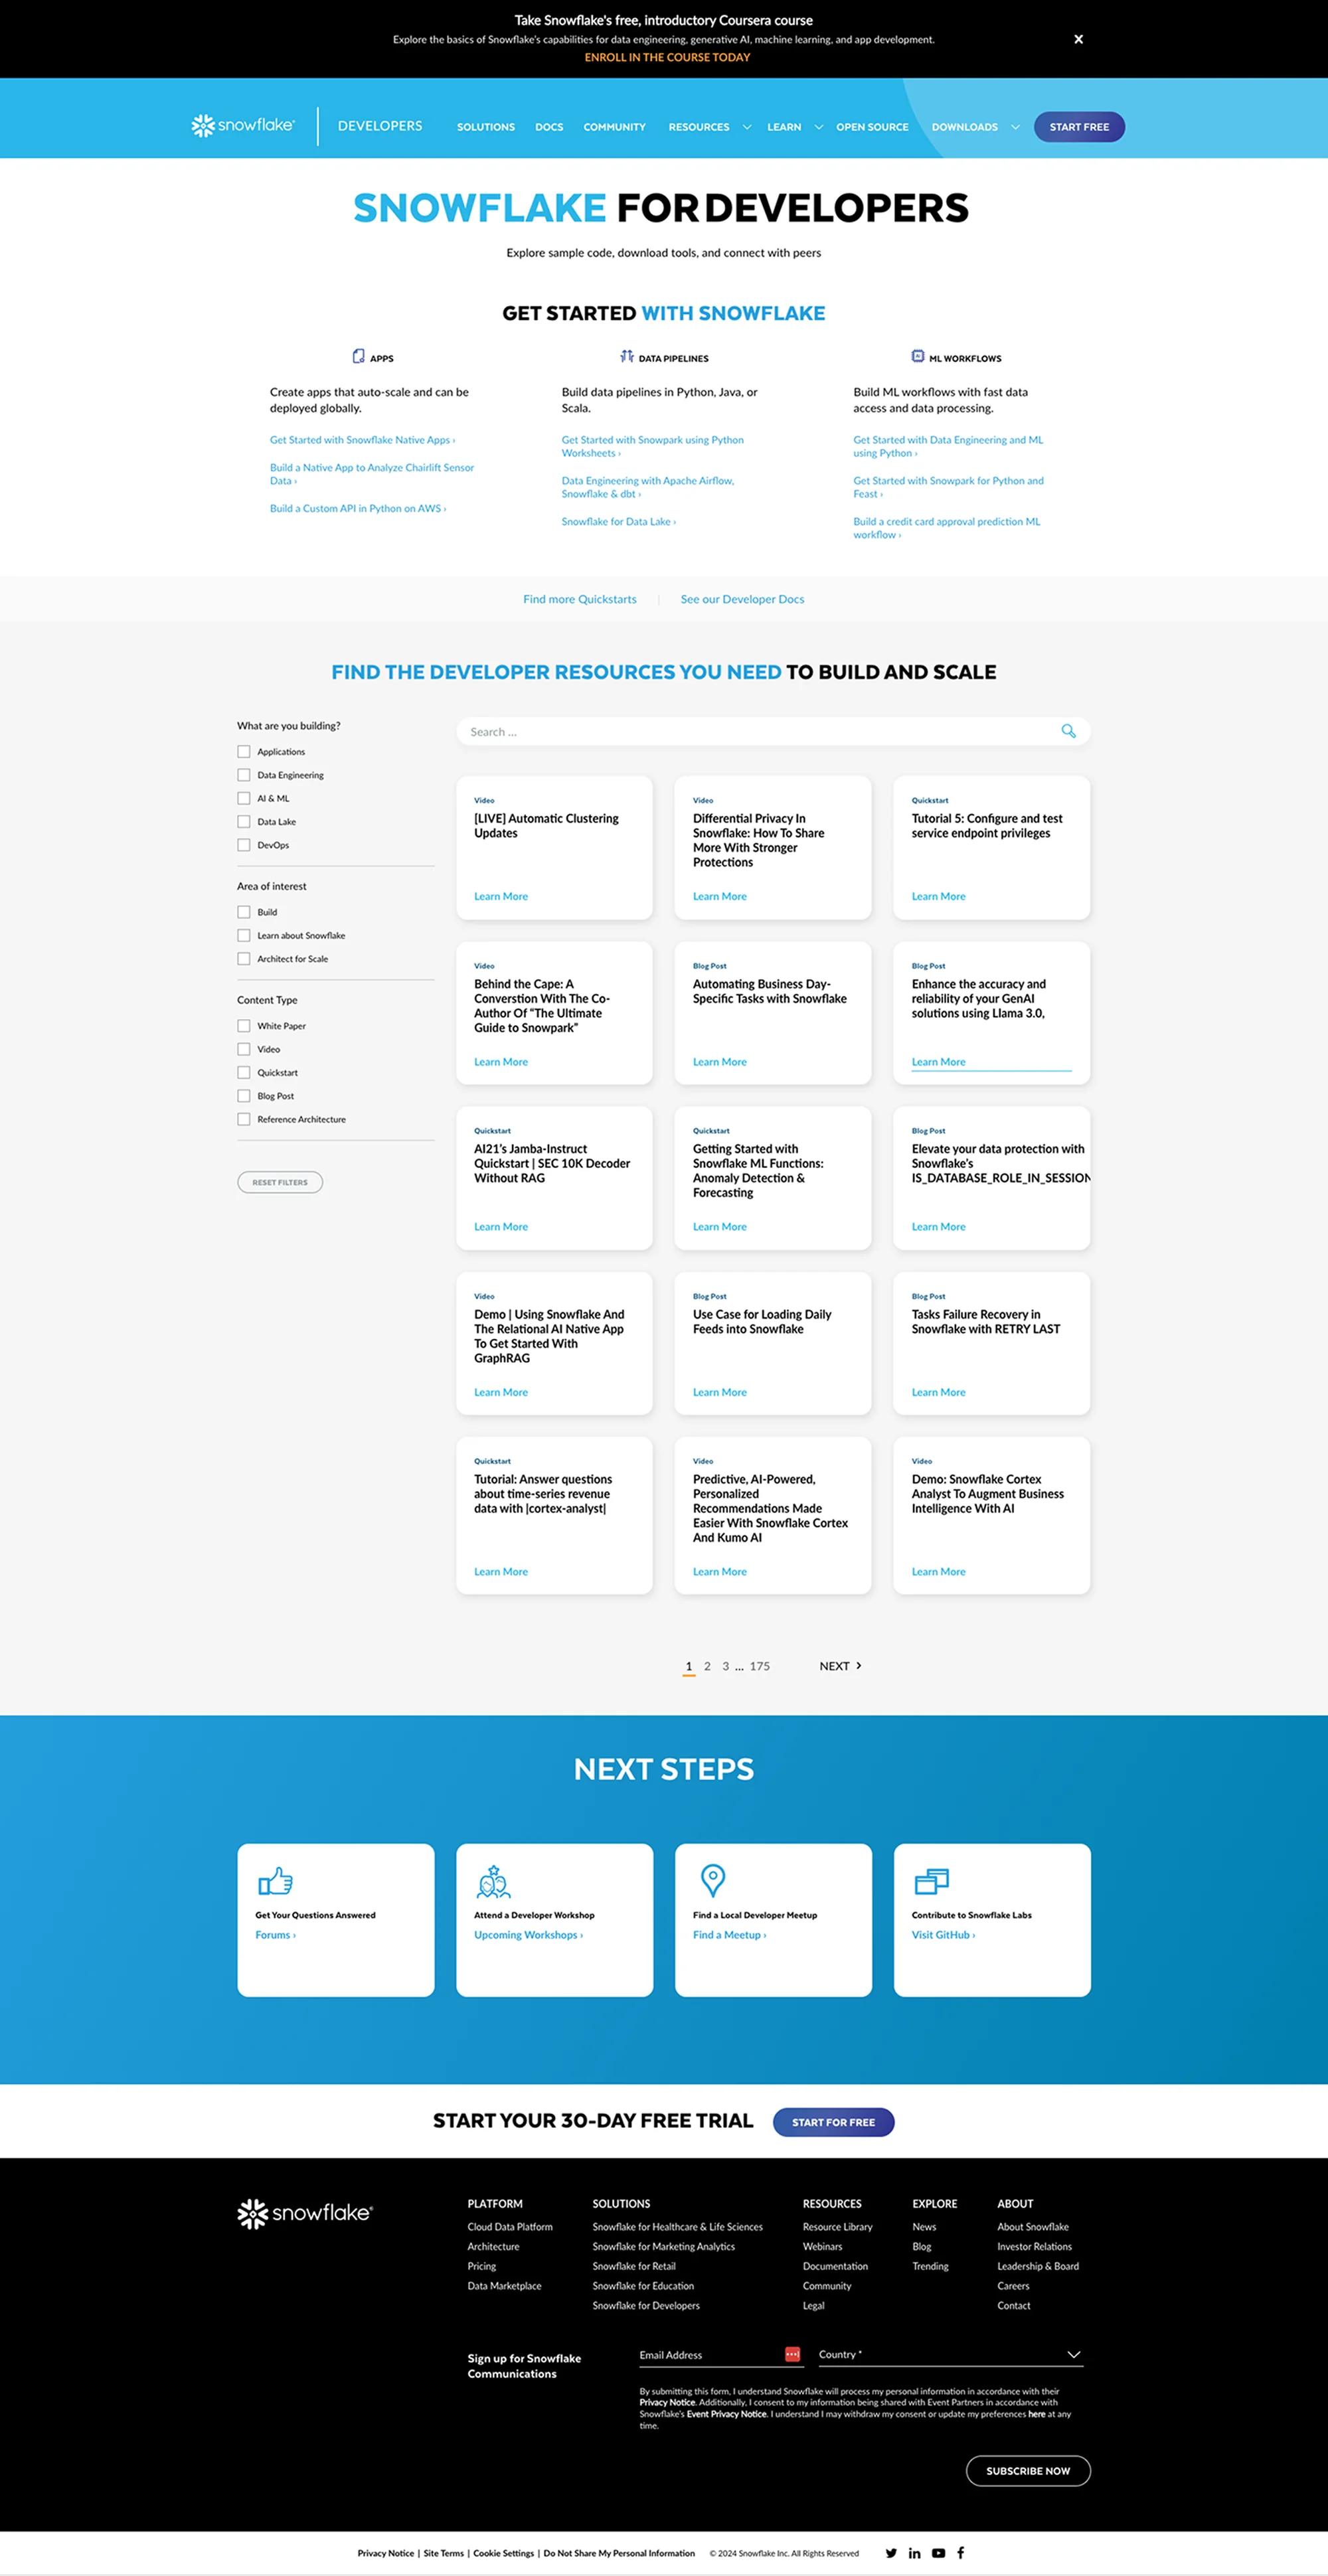 Take Snowflake's free, introductory Coursera course
Explore the basics of Snowflake's capabilities for data engineering, generative AI, machine learning, and app development.
ENROLL IN THE COURSE TODAY
snowflake
DEVELOPERS
SOLUTIONS
DOCS
COMMUNITY
RESOURCES
LEARN
OPEN SOURCE
DOWNLOADS
START FREE
SNOWFLAKE FOR DEVELOPERS
Explore sample code, download tools, and connect with peers
GET STARTED WITH SNOWFLAKE
APPS
Create apps that auto-scale and can be
deployed globally.
Get Started with Snowflake Native Apps ›
Build a Native App to Analyze Chairlift Sensor
Data ›
Build a Custom API in Python on AWS ›
DATA PIPELINES
Build data pipelines in Python, Java, or
Scala.
Get Started with Snowpark using Python
Worksheets ›
Data Engineering with Apache Airflow,
Snowflake & dbt ›
Snowflake for Data Lake ›
ML WORKFLOWS
Build ML workflows with fast data
access and data processing.
Get Started with Data Engineering and ML
using Python ›
Get Started with Snowpark for Python and
Feast ›
Build a credit card approval prediction ML
workflow ›
Find more Quickstarts
See our Developer Docs
FIND THE DEVELOPER RESOURCES YOU NEED TO BUILD AND SCALE
What are you building?
Applications
Data Engineering
AI & ML
Data Lake
DevOps
Area of interest
Build
Learn about Snowflake
Architect for Scale
Content Type
White Paper
Video
Quickstart
Blog Post
Reference Architecture
RESET FILTERS
Search ...
Video
[LIVE] Automatic Clustering
Updates
Learn More
Video
Differential Privacy In
Snowflake: How To Share
More With Stronger
Protections
Learn More
Quickstart
Tutorial 5: Configure and test
service endpoint privileges
Learn More
Video
Behind the Cape: A
Converstion With The Co-
Author Of "The Ultimate
Guide to Snowpark"
Learn More
Blog Post
Automating Business Day-
Specific Tasks with Snowflake
Learn More
Blog Post
Enhance the accuracy and
reliability of your GenAI
solutions using Llama 3.0,
Learn More
Quickstart
AI21's Jamba-Instruct
Quickstart | SEC 10K Decoder
Without RAG
Learn More
Quickstart
Getting Started with
Snowflake ML Functions:
Anomaly Detection &
Forecasting
Learn More
Blog Post
Elevate your data protection with
Snowflake's
IS_DATABASE_ROLE_IN_SESSION
Learn More
Video
Demo | Using Snowflake And
The Relational AI Native App
To Get Started With
GraphRAG
Learn More
Blog Post
Use Case for Loading Daily
Feeds into Snowflake
Learn More
Blog Post
Tasks Failure Recovery in
Snowflake with RETRY LAST
Learn More
Quickstart
Tutorial: Answer questions
about time-series revenue
data with |cortex-analyst|
Learn More
Video
Predictive, AI-Powered,
Personalized
Recommendations Made
Easier With Snowflake Cortex
And Kumo AI
Learn More
Video
Demo: Snowflake Cortex
Analyst To Augment Business
Intelligence With AI
Learn More
1 2 3 ... 175 NEXT
NEXT STEPS
Get Your Questions Answered
Forums ›
Attend a Developer Workshop
Upcoming Workshops ›
Find a Local Developer Meetup
Find a Meetup ›
Contribute to Snowflake Labs
Visit GitHub ›
START YOUR 30-DAY FREE TRIAL
START FOR FREE
snowflake
PLATFORM
Cloud Data Platform
Architecture
Pricing
Data Marketplace
SOLUTIONS
Snowflake for Healthcare & Life Sciences
Snowflake for Marketing Analytics
Snowflake for Retail
Snowflake for Education
Snowflake for Developers
RESOURCES
Resource Library
Webinars
Documentation
Community
Legal
EXPLORE
News
Blog
Trending
ABOUT
About Snowflake
Investor Relations
Leadership & Board
Careers
Contact
Sign up for Snowflake
Communications
Email Address
Country *
By submitting this form, I understand Snowflake will process my personal information in accordance with their
Privacy Notice. Additionally, I consent to my information being shared with Event Partners in accordance with
Snowflake's Event Privacy Notice. I understand I may withdraw my consent or update my preferences here at any
time.
SUBSCRIBE NOW
Privacy Notice | Site Terms | Cookie Settings | Do Not Share My Personal Information
© 2024 Snowflake Inc. All Rights Reserved